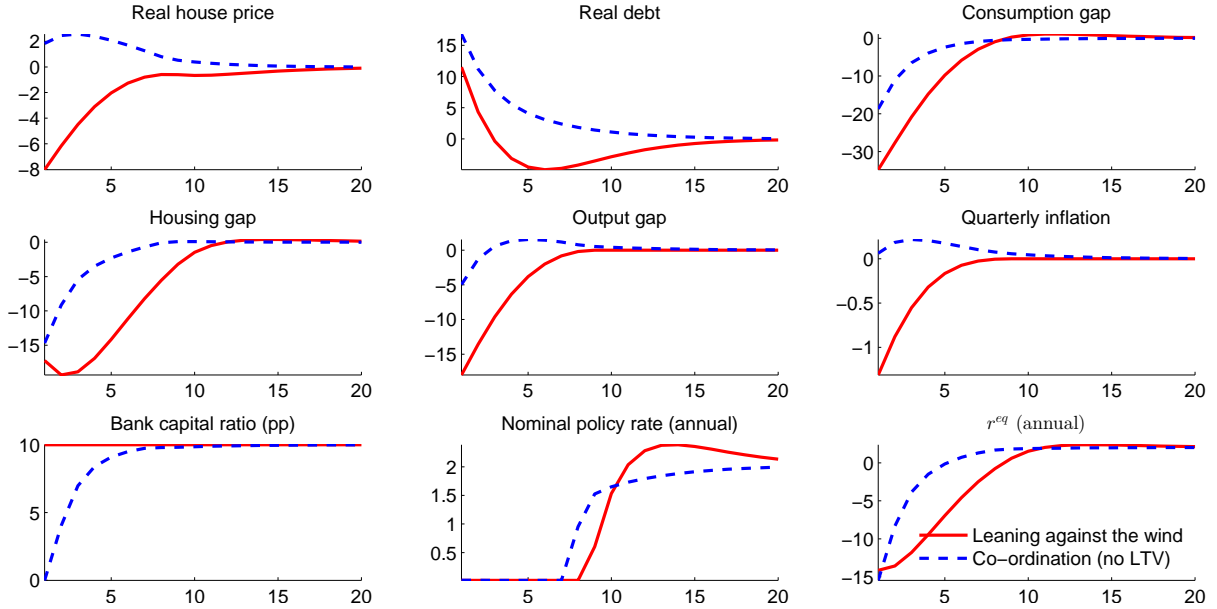 Real house price
2
0
−2
−4
−6
−8
5 10 15 20
Real debt
15
10
5
0
5 10 15 20
Consumption gap
0
−10
−20
−30
5 10 15 20
Housing gap
0
−5
−10
−15
5 10 15 20
Output gap
0
−5
−10
−15
5 10 15 20
Quarterly inflation
0
−0.5
−1
5 10 15 20
Bank capital ratio (pp)
10
5
0
5 10 15 20
Nominal policy rate (annual)
2
1.5
1
0.5
5 10 15 20
r^{eq} (annual)
0
−5
−10
−15
5 10 15 20
Leaning against the wind
Co−ordination (no LTV)